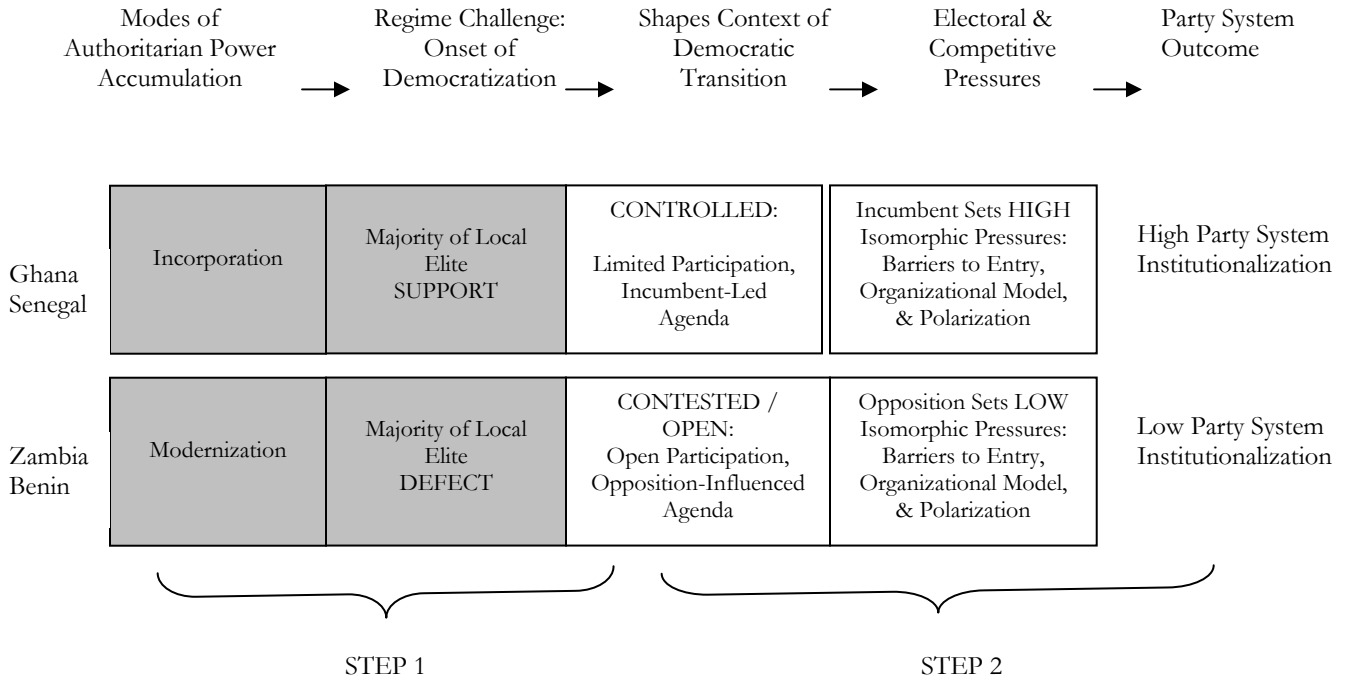 Modes of
Authoritarian Power
Accumulation
Regime Challenge:
Onset of
Democratization
Shapes Context of
Democratic
Transition
Electoral &
Competitive
Pressures
Party System
Outcome
Ghana
Senegal
Incorporation
Majority of Local
Elite
SUPPORT
CONTROLLED:
Limited Participation,
Incumbent-Led
Agenda
Incumbent Sets HIGH
Isomorphic Pressures:
Barriers to Entry,
Organizational Model,
& Polarization
High Party System
Institutionalization
Zambia
Benin
Modernization
Majority of Local
Elite
DEFECT
CONTESTED /
OPEN:
Open Participation,
Opposition-Influenced
Agenda
Opposition Sets LOW
Isomorphic Pressures:
Barriers to Entry,
Organizational Model,
& Polarization
Low Party System
Institutionalization
STEP 1
STEP 2